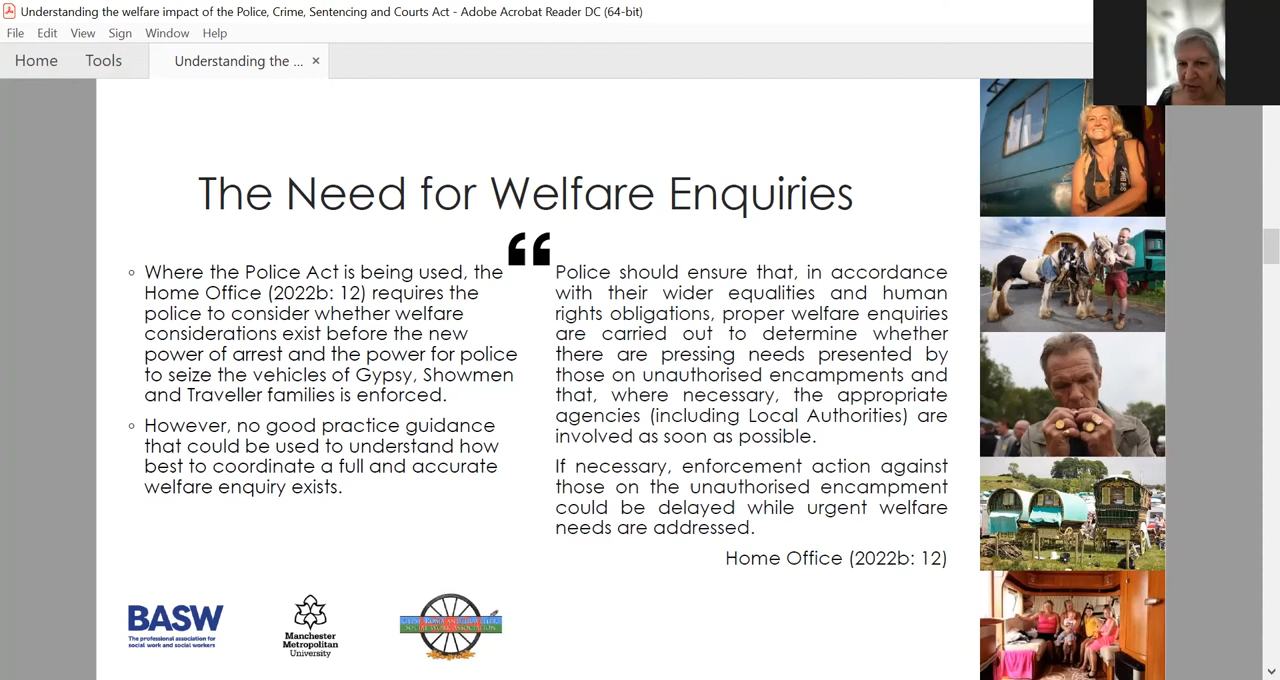 Understanding the welfare impact of the Police, Crime, Sentencing and Courts Act - Adobe Acrobat Reader DC (64-bit)
File Edit View Sign Window Help
Home Tools Understanding the ... ×
The Need for Welfare Enquiries
Where the Police Act is being used, the
Home Office (2022b: 12) requires the
police to consider whether welfare
considerations exist before the new
power of arrest and the power for police
to seize the vehicles of Gypsy, Showmen
and Traveller families is enforced.
However, no good practice guidance
that could be used to understand how
best to coordinate a full and accurate
welfare enquiry exists.
“
Police should ensure that, in accordance
with their wider equalities and human
rights obligations, proper welfare enquiries
are carried out to determine whether
there are pressing needs presented by
those on unauthorised encampments and
that, where necessary, the appropriate
agencies (including Local Authorities) are
involved as soon as possible.
If necessary, enforcement action against
those on the unauthorised encampment
could be delayed while urgent welfare
needs are addressed.
Home Office (2022b: 12)
BASW
The professional association for
social work and social workers
Manchester
Metropolitan
University
GYPSY, ROMA AND TRAVELLER
SOCIAL WORK ASSOCIATION